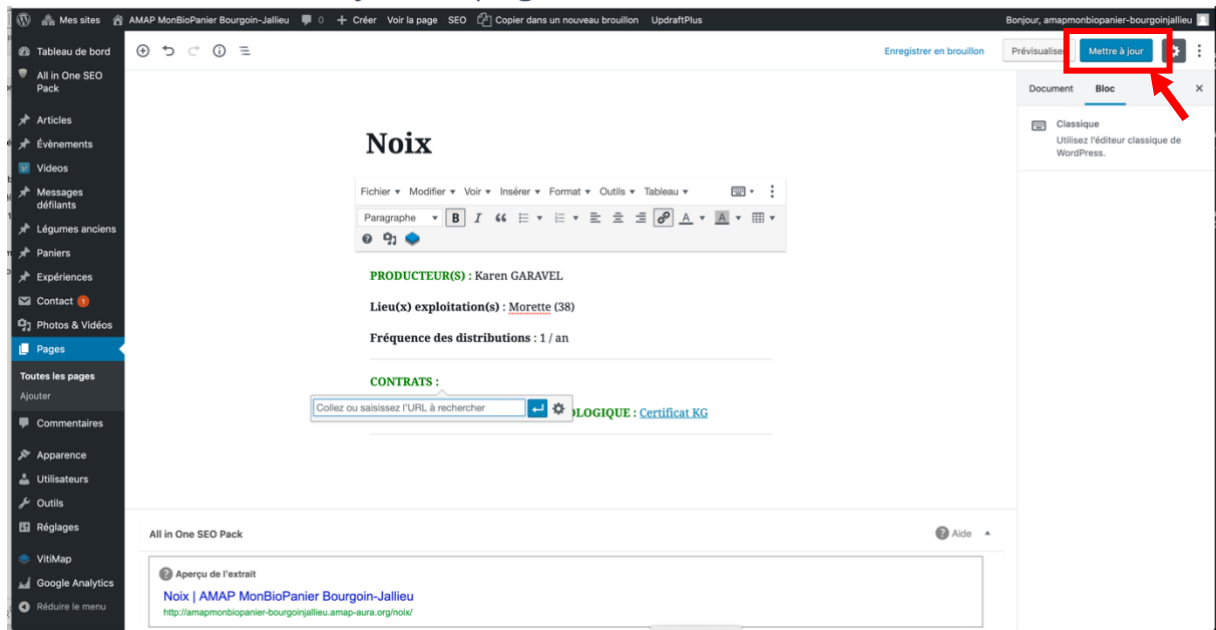 Mes sites AMAP MonBioPanier Bourgoin-Jallieu 0 + Créer Voir la page SEO Copier dans un nouveau brouillon UpdraftPlus Bonjour, amapmonbiopanier-bourgoinjallieu
Tableau de bord
All in One SEO
Pack
Articles
Évènements
Videos
Messages
défilants
Légumes anciens
Paniers
Expériences
Contact 1
Photos & Vidéos
Pages
Toutes les pages
Ajouter
Commentaires
Apparence
Utilisateurs
Outils
Réglages
VitiMap
Google Analytics
Réduire le menu
Enregistrer en brouillon Prévisualise Mettre à jour
Document Bloc
Classique
Utilisez l'éditeur classique de
WordPress.
Noix
Fichier Modifier Voir Insérer Format Outils Tableau
Paragraphe B I A A
PRODUCTEUR(S) : Karen GARAVEL
Lieu(x) exploitation(s) : Morette (38)
Fréquence des distributions : 1 / an
CONTRATS :
Collez ou saisissez l'URL à rechercher
LOGIQUE : Certificat KG
All in One SEO Pack Aide
Aperçu de l'extrait
Noix | AMAP MonBioPanier Bourgoin-Jallieu
http://amapmonbiopanier-bourgoinjallieu.amap-aura.org/noix/